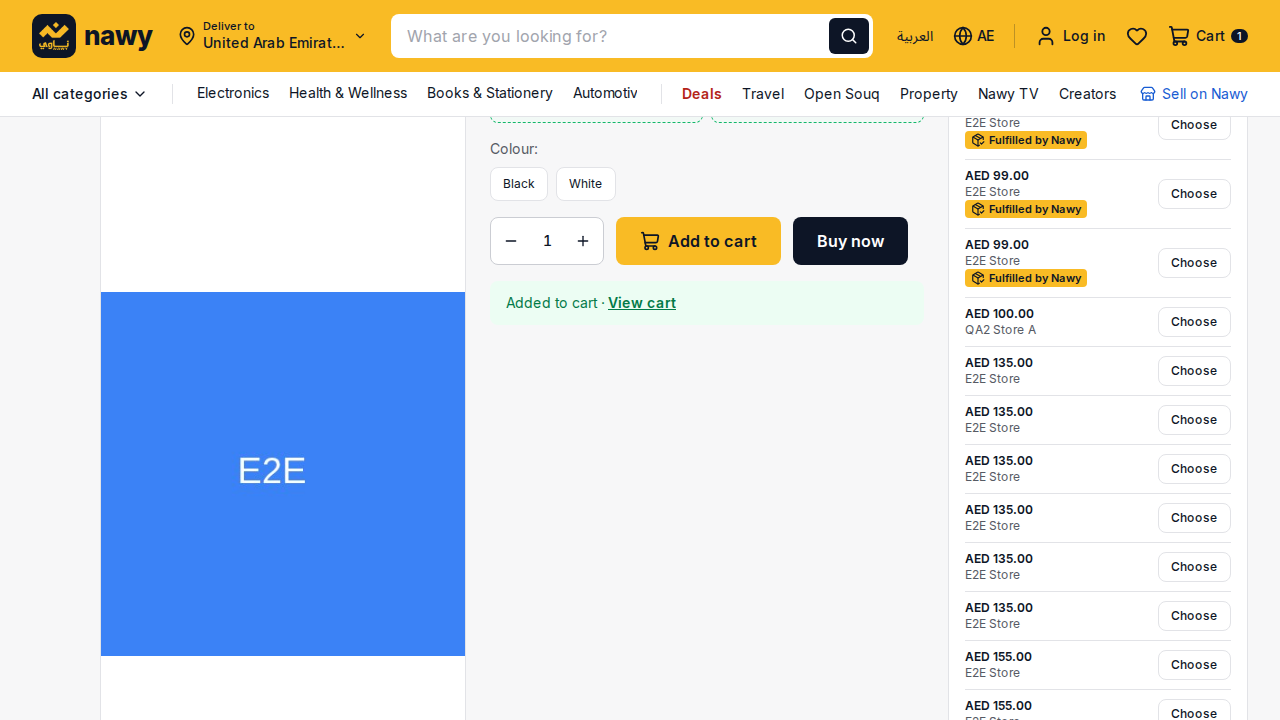 نـاوي
NAWY
nawy
Deliver to
United Arab Emirat...
What are you looking for?
العربية
AE
Log in
Cart 1
All categories
Electronics
Health & Wellness
Books & Stationery
Automotiv
Deals
Travel
Open Souq
Property
Nawy TV
Creators
Sell on Nawy
E2E
Colour:
Black
White
1
Add to cart
Buy now
Added to cart · View cart
E2E Store
Choose
Fulfilled by Nawy
AED 99.00
E2E Store
Choose
Fulfilled by Nawy
AED 99.00
E2E Store
Choose
Fulfilled by Nawy
AED 100.00
QA2 Store A
Choose
AED 135.00
E2E Store
Choose
AED 135.00
E2E Store
Choose
AED 135.00
E2E Store
Choose
AED 135.00
E2E Store
Choose
AED 135.00
E2E Store
Choose
AED 135.00
E2E Store
Choose
AED 155.00
E2E Store
Choose
AED 155.00
E2E Store
Choose